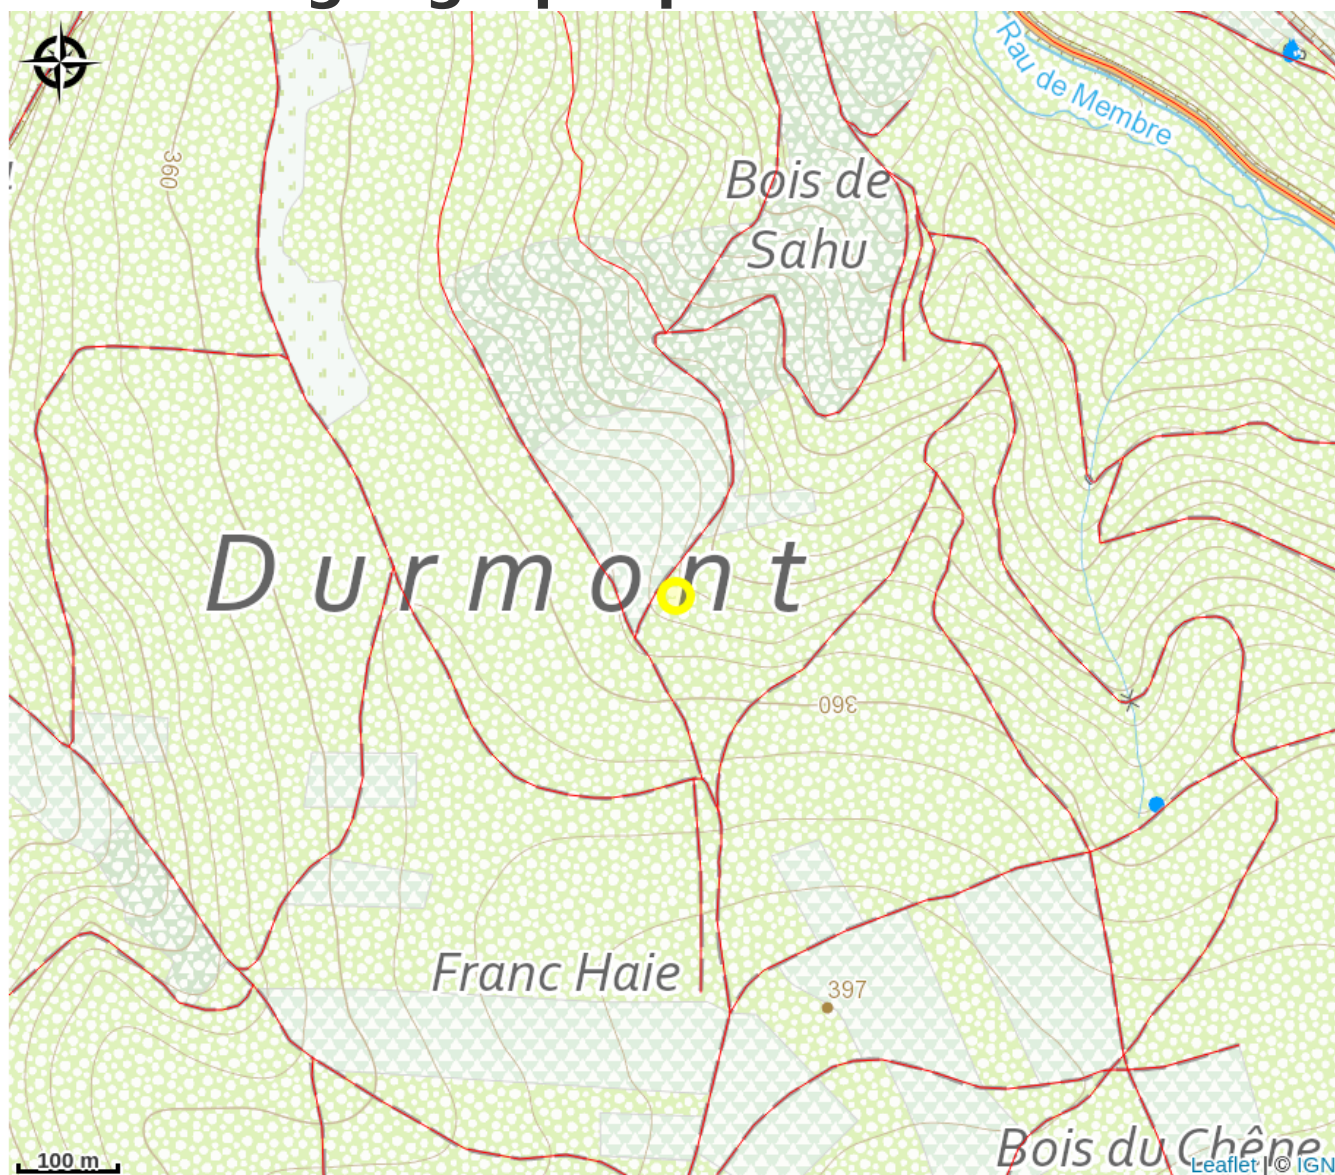 Rau de Membre
360
Bois de
Sahu
Durmont
360
Franc Haie
397
Bois du Chêne
100 m
Leaflet | © IGN